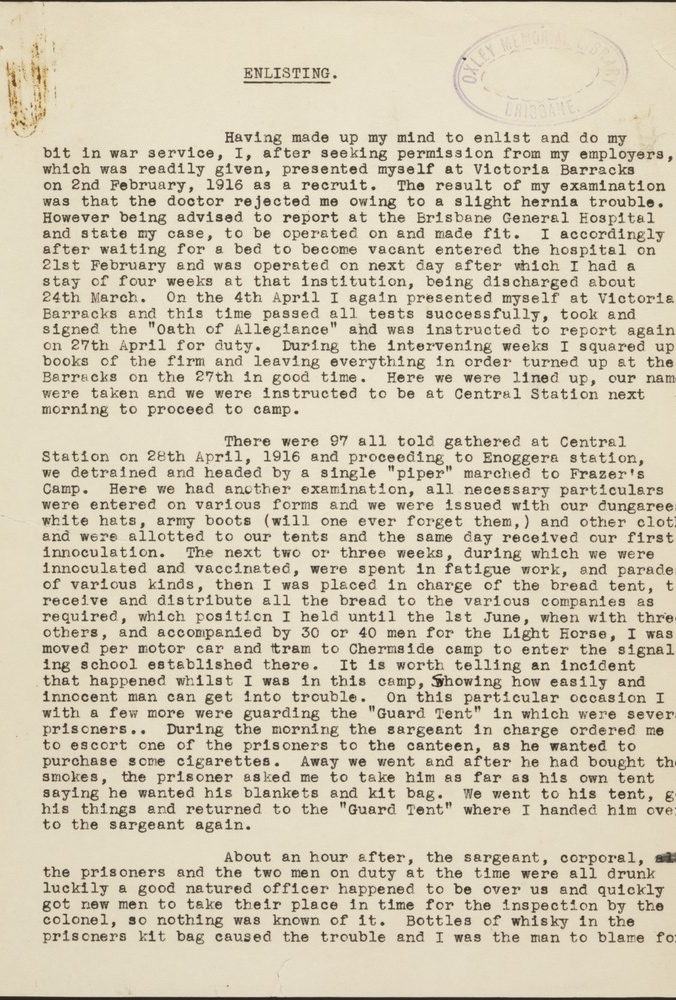 ENLISTING.
OXLEY MEMORIAL LIBRARY
BRISBANE.
Having made up my mind to enlist and do my
bit in war service, I, after seeking permission from my employers,
which was readily given, presented myself at Victoria Barracks
on 2nd February, 1916 as a recruit. The result of my examination
was that the doctor rejected me owing to a slight hernia trouble.
However being advised to report at the Brisbane General Hospital
and state my case, to be operated on and made fit. I accordingly
after waiting for a bed to become vacant entered the hospital on
21st February and was operated on next day after which I had a
stay of four weeks at that institution, being discharged about
24th March. On the 4th April I again presented myself at Victoria
Barracks and this time passed all tests successfully, took and
signed the "Oath of Allegiance" ahd was instructed to report again
on 27th April for duty. During the intervening weeks I squared up
books of the firm and leaving everything in order turned up at the
Barracks on the 27th in good time. Here we were lined up, our nam
were taken and we were instructed to be at Central Station next
morning to proceed to camp.
There were 97 all told gathered at Central
Station on 28th April, 1916 and proceeding to Enoggera station,
we detrained and headed by a single "piper" marched to Frazer's
Camp. Here we had another examination, all necessary particulars
were entered on various forms and we were issued with our dungaree
white hats, army boots (will one ever forget them,) and other clot
and were allotted to our tents and the same day received our first
innoculation. The next two or three weeks, during which we were
innoculated and vaccinated, were spent in fatigue work, and parade
of various kinds, then I was placed in charge of the bread tent, t
receive and distribute all the bread to the various companies as
required, which position I held until the 1st June, when with thre
others, and accompanied by 30 or 40 men for the Light Horse, I was
moved per motor car and tram to Chermside camp to enter the signal
ing school established there. It is worth telling an incident
that happened whilst I was in this camp, Showing how easily and
innocent man can get into trouble. On this particular occasion I
with a few more were guarding the "Guard Tent" in which were sever
prisoners.. During the morning the sargeant in charge ordered me
to escort one of the prisoners to the canteen, as he wanted to
purchase some cigarettes. Away we went and after he had bought th
smokes, the prisoner asked me to take him as far as his own tent
saying he wanted his blankets and kit bag. We went to his tent, g
his things and returned to the "Guard Tent" where I handed him ove
to the sargeant again.
About an hour after, the sargeant, corporal,
the prisoners and the two men on duty at the time were all drunk
luckily a good natured officer happened to be over us and quickly
got new men to take their place in time for the inspection by the
colonel, so nothing was known of it. Bottles of whisky in the
prisoners kit bag caused the trouble and I was the man to blame fo